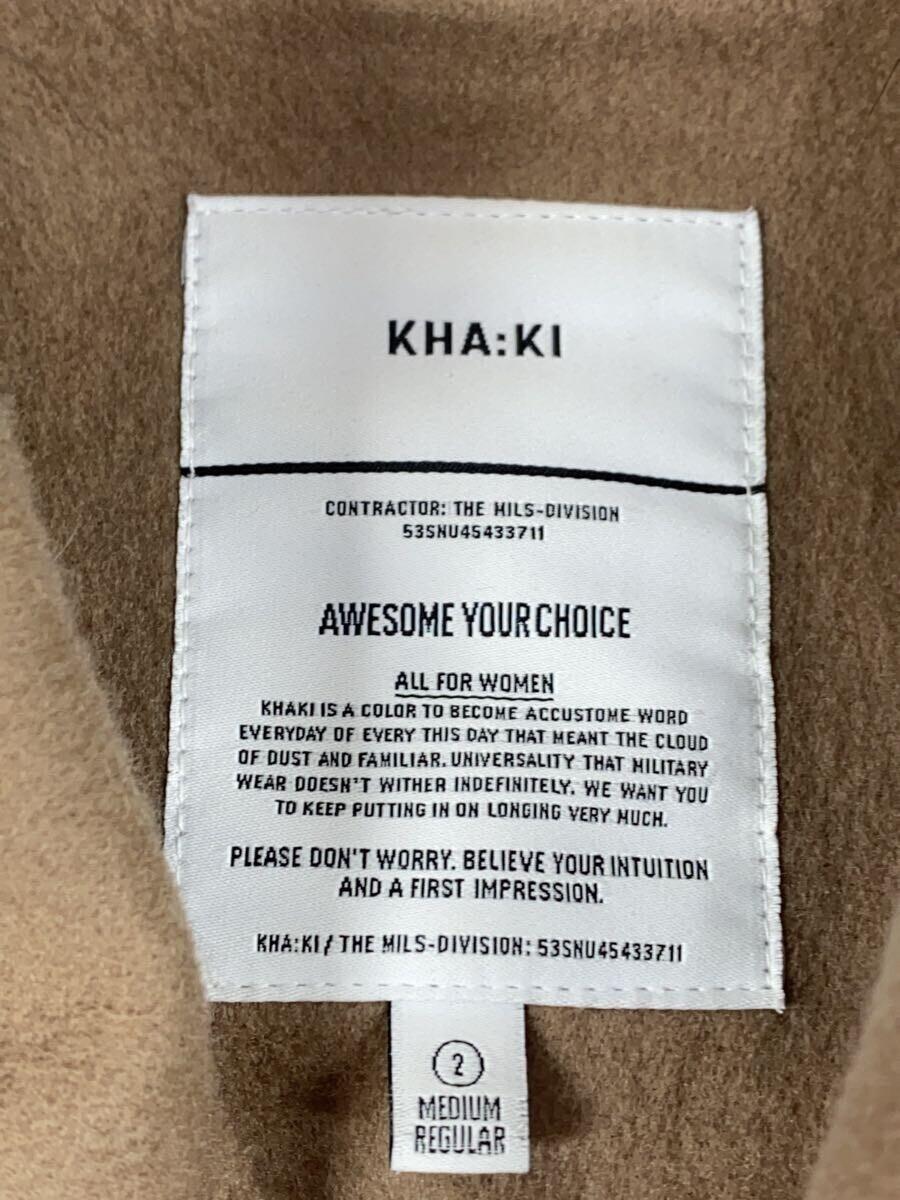 KHA:KI
CONTRACTOR: THE MILS-DIVISION
53SNU45433711
AWESOME YOUR CHOICE
ALL FOR WOMEN
KHAKI IS A COLOR TO BECOME ACCUSTOME WORD
EVERYDAY OF EVERY THIS DAY THAT MEANT THE CLOUD
OF DUST AND FAMILIAR. UNIVERSALITY THAT MILITARY
WEAR DOESN'T WITHER INDEFINITELY. WE WANT YOU
TO KEEP PUTTING IN ON LONGING VERY MUCH.
PLEASE DON'T WORRY. BELIEVE YOUR INTUITION
AND A FIRST IMPRESSION.
KHA:KI / THE MILS-DIVISION: 53SNU45433711
2
MEDIUM
REGULAR